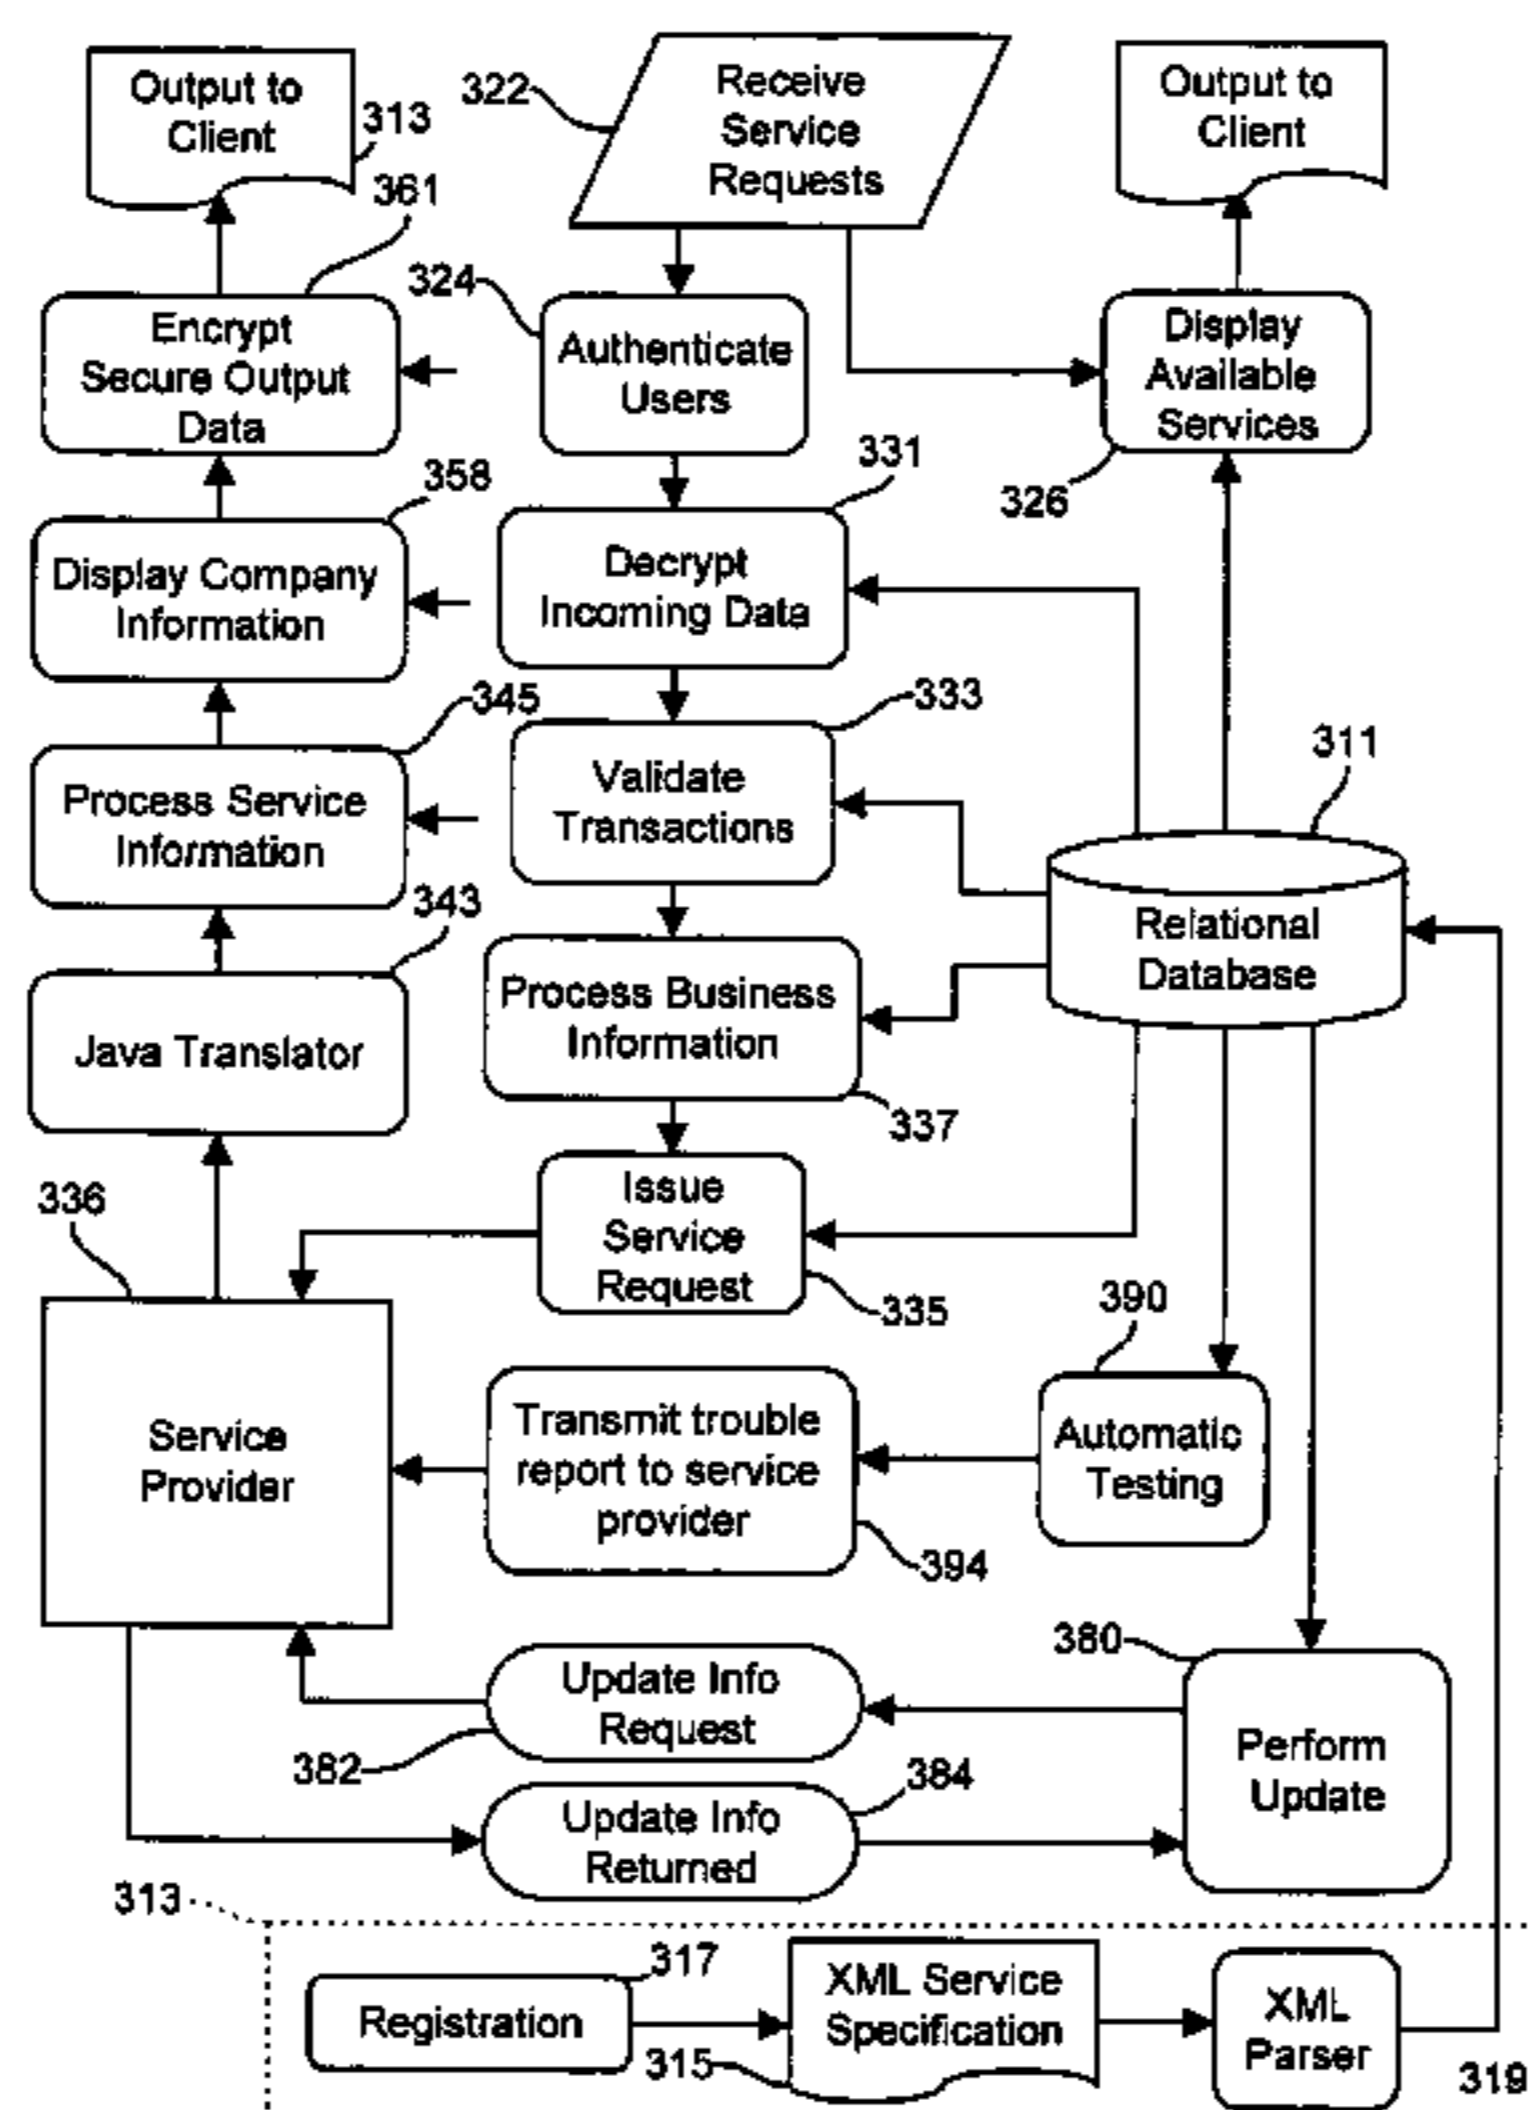 Output to
Client
313
322
Receive
Service
Requests
Output to
Client
361
324
Encrypt
Secure Output
Data
Authenticate
Users
Display
Available
Services
326
358
331
Display Company
Information
Decrypt
Incoming Data
345
333
Process Service
Information
Validate
Transactions
311
Relational
Database
343
Java Translator
Process Business
Information
337
336
Issue
Service
Request
335
390
Service
Provider
Transmit trouble
report to service
provider
394
Automatic
Testing
380
Update Info
Request
382
Perform
Update
384
Update Info
Returned
313
317
Registration
XML Service
Specification
315
XML
Parser
319